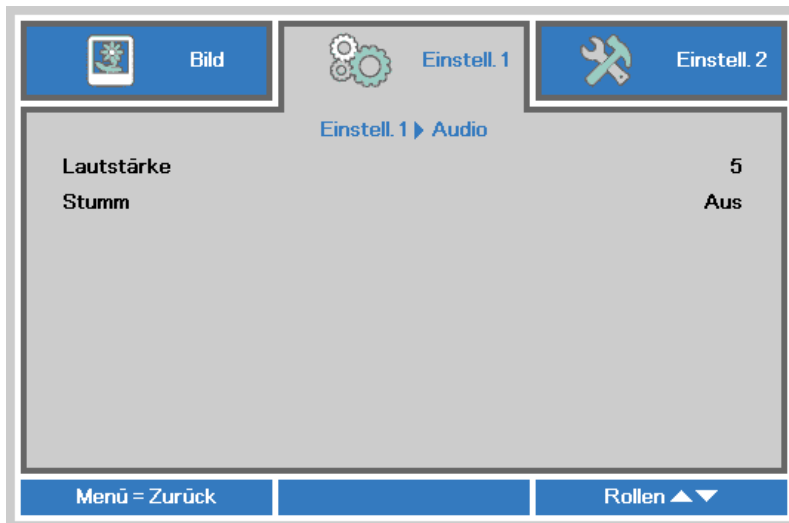 Bild
Einstell. 1
Einstell. 2
Einstell. 1 ▶ Audio
Lautstärke 5
Stumm Aus
Menü = Zurück
Rollen ▲▼